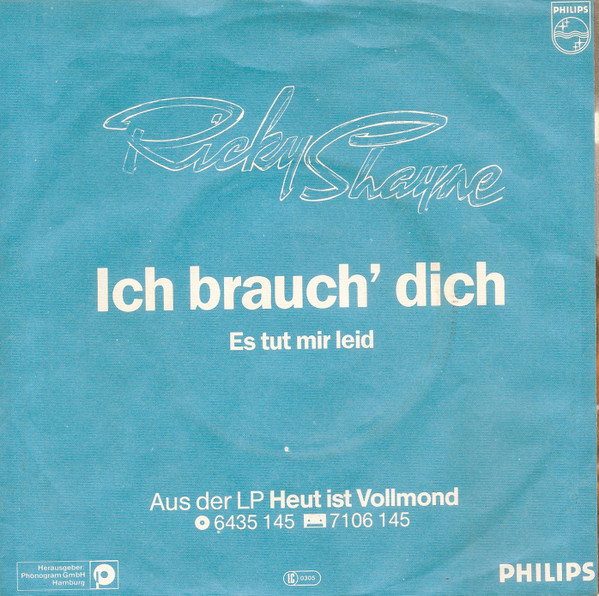 PHILIPS
Ricky Shayne
Ich brauch' dich
Es tut mir leid
Aus der LP Heut ist Vollmond
6435 145 7106 145
Herausgeber:
Phonogram GmbH
Hamburg
LC 0305
PHILIPS